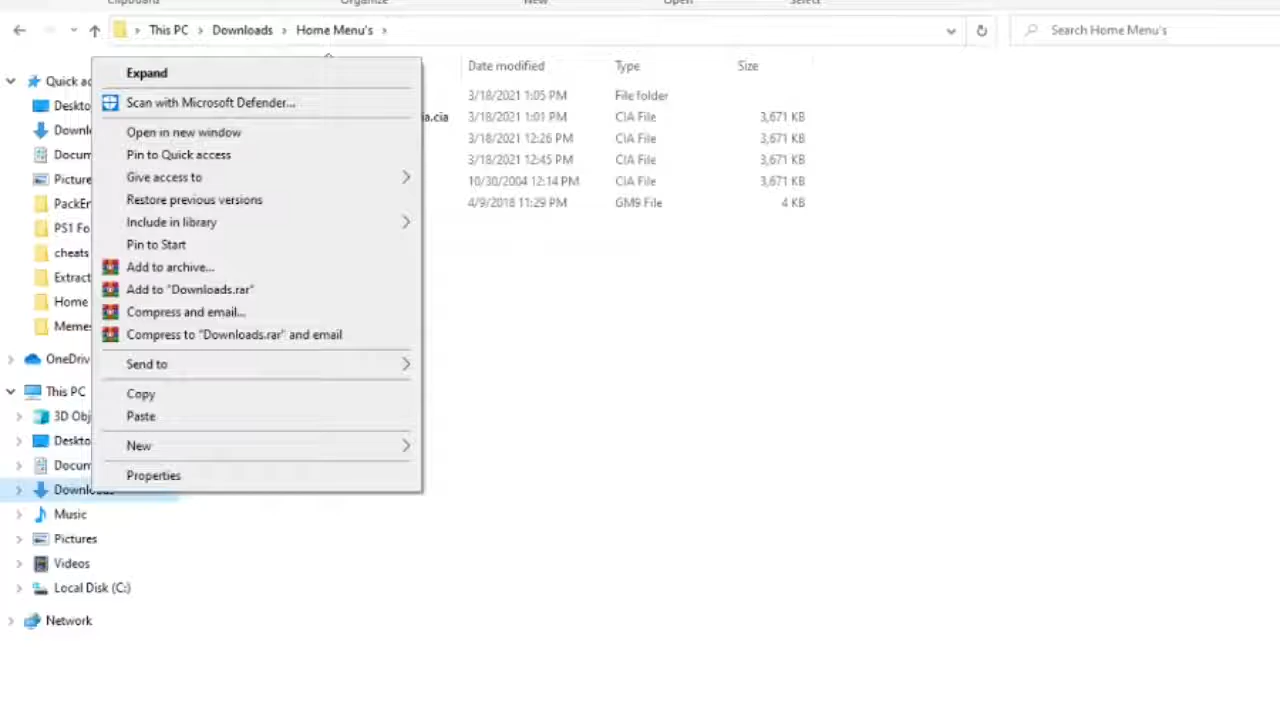 Clipboard Organize New Open Select
This PC Downloads Home Menu's Search Home Menu's
Date modified Type Size
Expand
Scan with Microsoft Defender...
Open in new window
Pin to Quick access
Give access to
Restore previous versions
Include in library
Pin to Start
Add to archive...
Add to "Downloads.rar"
Compress and email...
Compress to "Downloads.rar" and email
Send to
Copy
Paste
New
Properties
3/18/2021 1:05 PM File folder
ia.cia 3/18/2021 1:01 PM CIA File 3,671 KB
3/18/2021 12:26 PM CIA File 3,671 KB
3/18/2021 12:45 PM CIA File 3,671 KB
10/30/2004 12:14 PM CIA File 3,671 KB
4/9/2018 11:29 PM GM9 File 4 KB
Quick ac
Deskto
Downl
Docum
Picture
PackEr
PS1 Fo
cheats
Extract
Home
Memes
OneDriv
This PC
3D Obj
Deskto
Docum
Downloads
Music
Pictures
Videos
Local Disk (C:)
Network